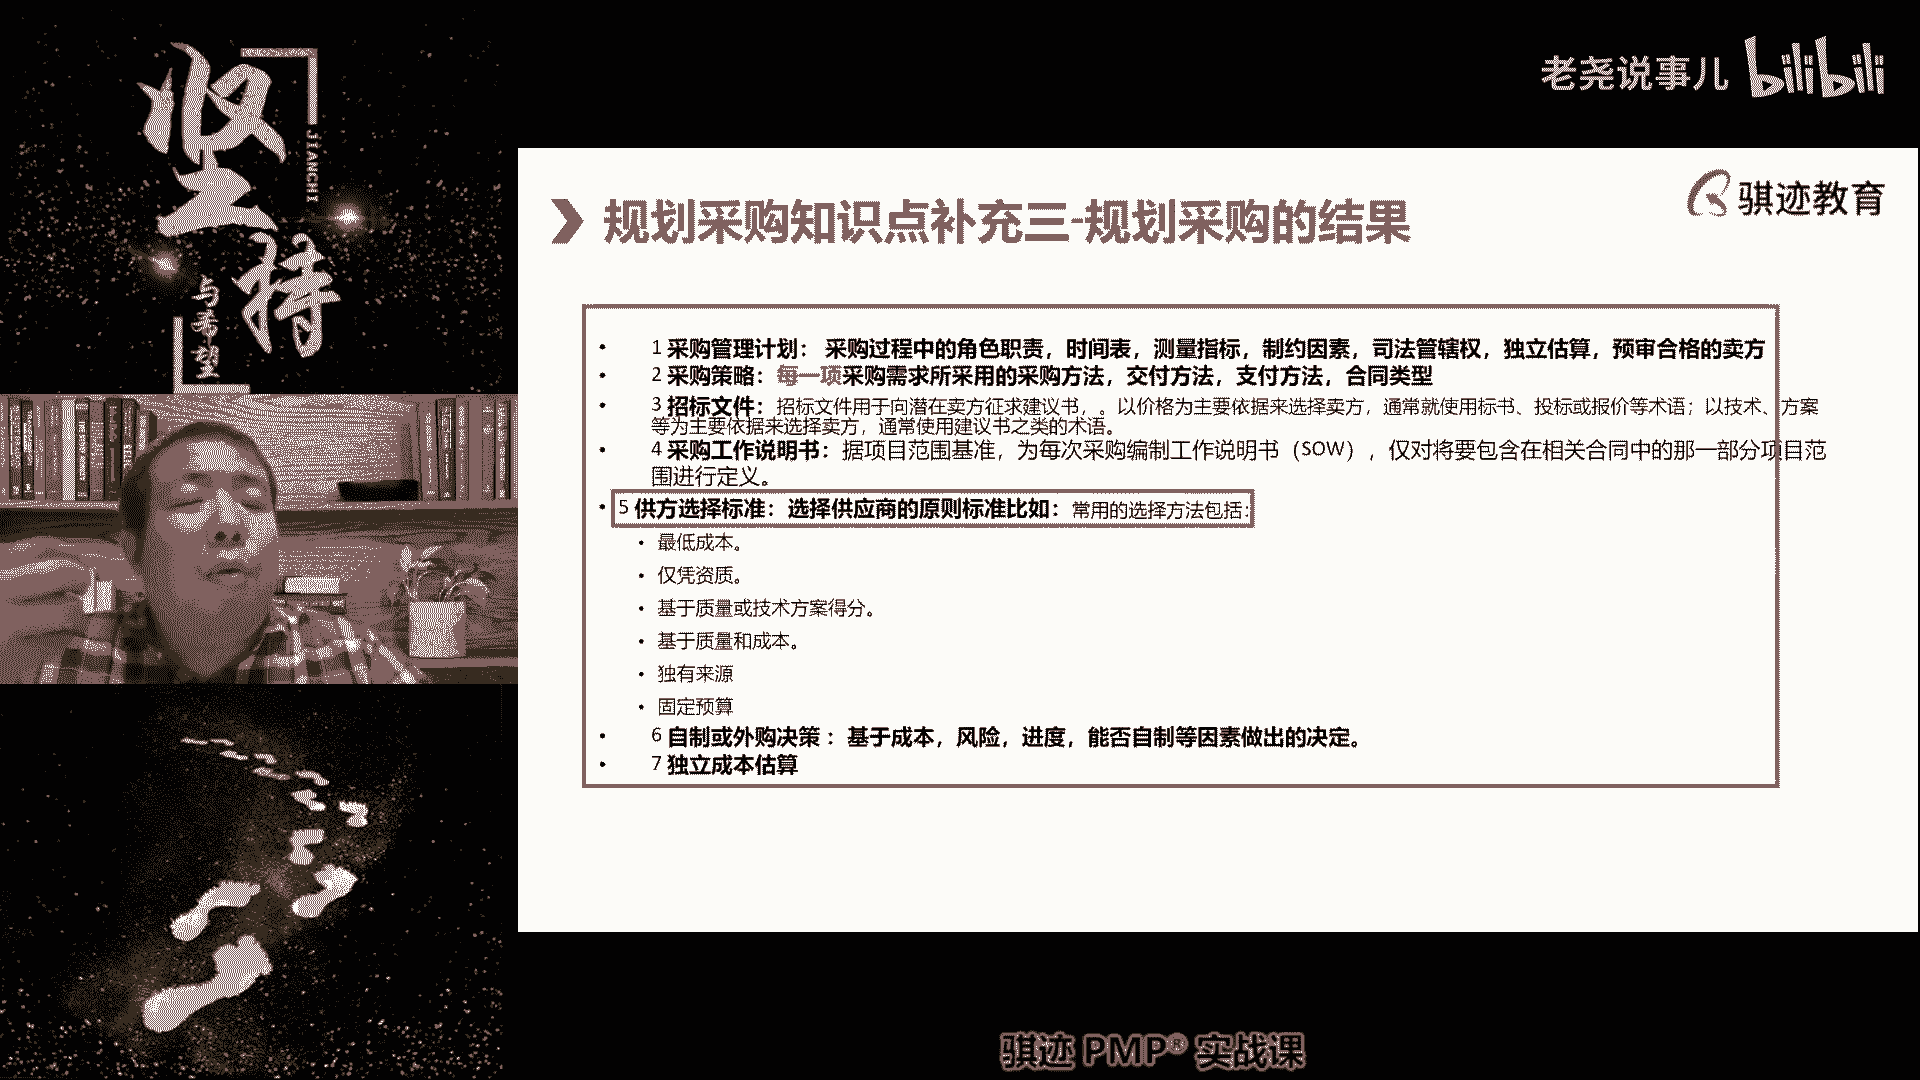 坚持
JIANCHI
与希望
老尧说事儿 bilibili
骐迹教育
规划采购知识点补充三-规划采购的结果
• 1 采购管理计划： 采购过程中的角色职责，时间表，测量指标，制约因素，司法管辖权，独立估算，预审合格的卖方
• 2 采购策略：每一项采购需求所采用的采购方法，交付方法，支付方法，合同类型
• 3 招标文件：招标文件用于向潜在卖方征求建议书，。以价格为主要依据来选择卖方，通常就使用标书、投标或报价等术语；以技术、方案
等为主要依据来选择卖方，通常使用建议书之类的术语。
• 4 采购工作说明书：据项目范围基准，为每次采购编制工作说明书（SOW），仅对将要包含在相关合同中的那一部分项目范
围进行定义。
• 5 供方选择标准：选择供应商的原则标准比如：常用的选择方法包括:
• 最低成本。
• 仅凭资质。
• 基于质量或技术方案得分。
• 基于质量和成本。
• 独有来源
• 固定预算
• 6 自制或外购决策 ：基于成本，风险，进度，能否自制等因素做出的决定。
• 7 独立成本估算
骐迹 PMP® 实战课